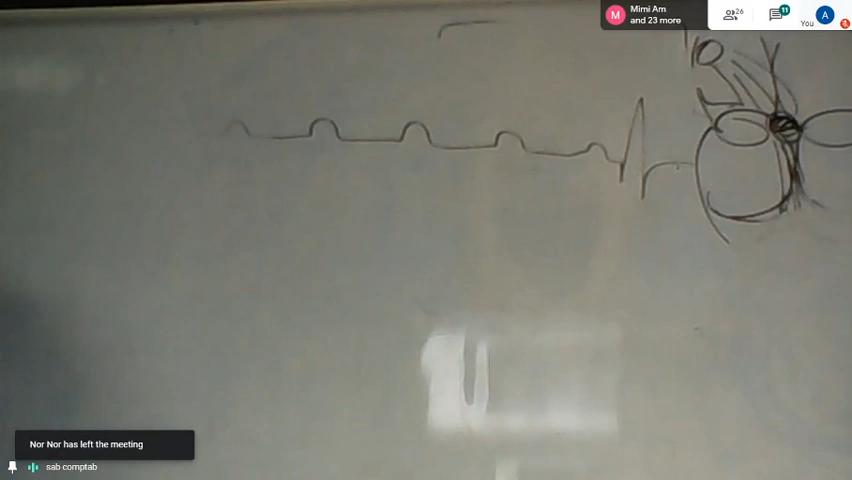 Mimi Am
and 23 more
M
26
11
You
A
Nor Nor has left the meeting
sab comptab